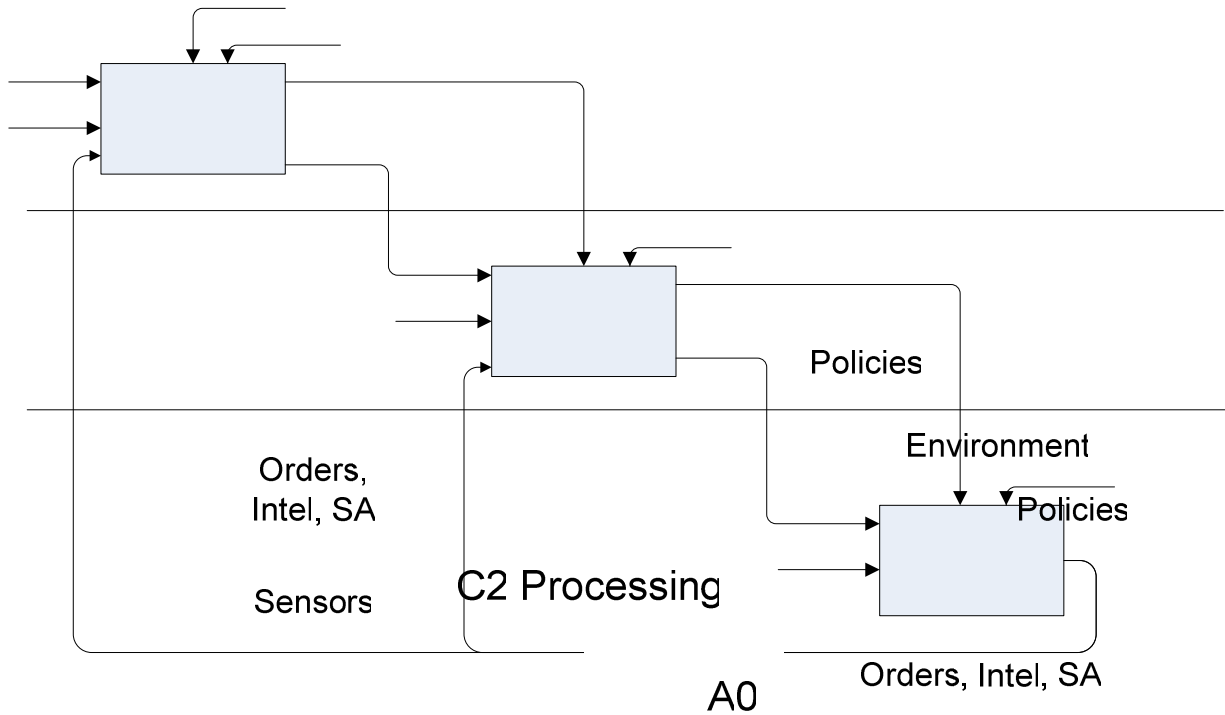 Policies
Environment
Orders,
Intel, SA
Policies
C2 Processing
Sensors
Orders, Intel, SA
A0